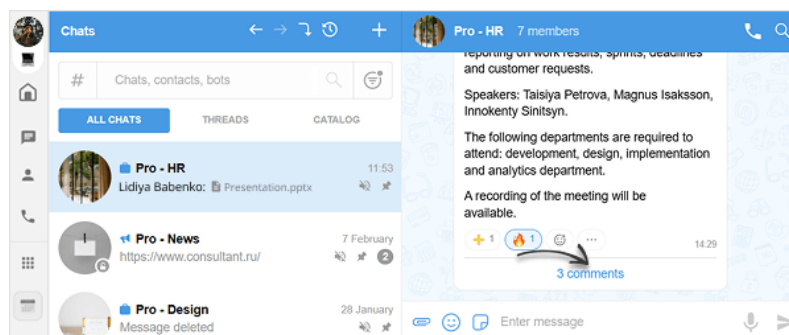 Chats
Pro - HR 7 members
# Chats, contacts, bots
ALL CHATS THREADS CATALOG
Pro - HR 11:53
Lidiya Babenko: Presentation.pptx
Pro - News 7 February
https://www.consultant.ru/ 2
Pro - Design 28 January
Message deleted
reporting on work results, sprints, deadlines
and customer requests.
Speakers: Taisiya Petrova, Magnus Isaksson,
Innokenty Sinitsyn.
The following departments are required to
attend: development, design, implementation
and analytics department.
A recording of the meeting will be
available.
1 1 14:29
3 comments
Enter message